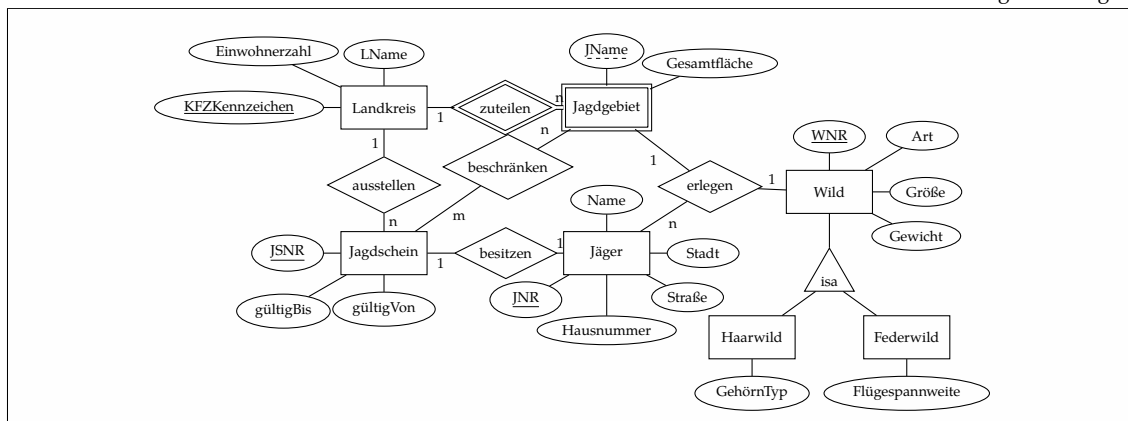 JName
Einwohnerzahl
LName
Gesamtfläche
KFZKennzeichen
Landkreis
1
zuteilen
n
Jagdgebiet
1
n
WNR
Art
beschränken
1
ausstellen
erlegen
1
Wild
Größe
m
Name
n
n
Gewicht
JSNR
Jagdschein
1
besitzen
1
Jäger
Stadt
isa
gültigBis
gültigVon
JNR
Straße
Hausnummer
Haarwild
Federwild
GehörnTyp
Flügespannweite